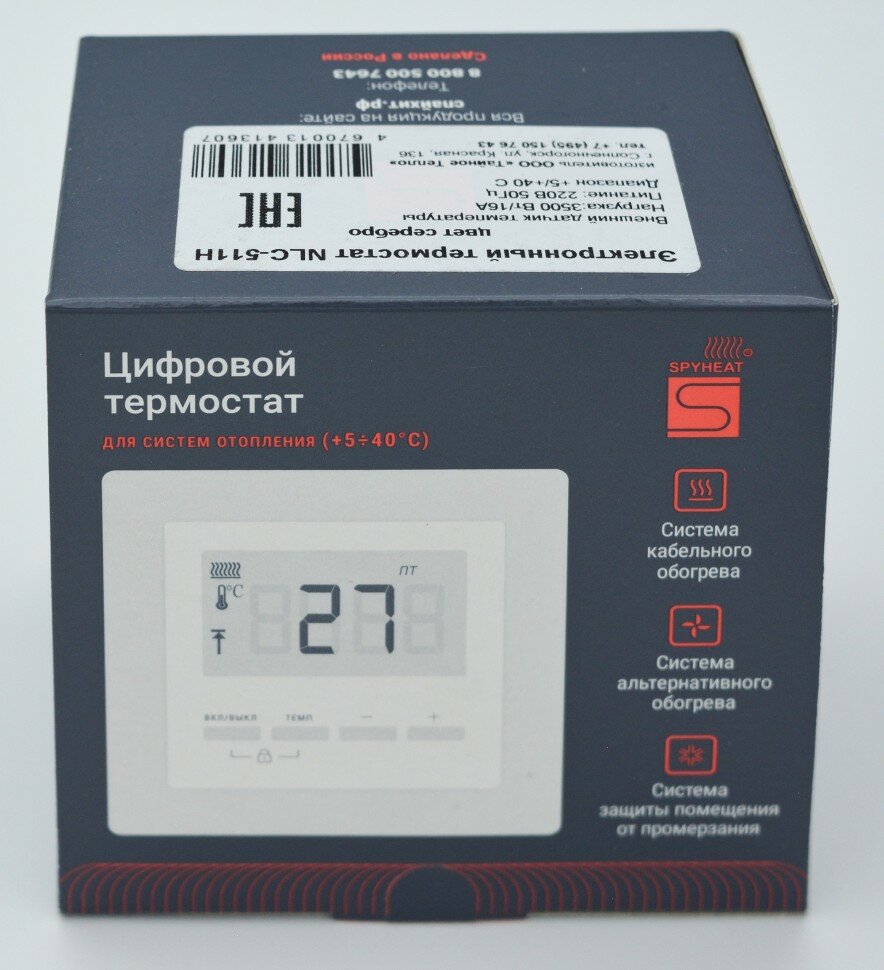 Сделано в России
8 800 500 7643
Телефон:
спайхит.рф
Вся продукция на сайте:
Электронный термостат NLC-511H
цвет серебро
Внешний датчик температуры
Нагрузка:3500 Вт/16А
Питание: 220В 50Гц
Диапазон +5/+40 С
изготовитель ООО «Тайное Тепло»
г. Солнечногорск, ул. Красная, 136
тел. +7 (495) 150 76 43
EAC
4 670013 413607
Цифровой
термостат
ДЛЯ СИСТЕМ ОТОПЛЕНИЯ (+5÷40°C)
SPYHEAT
ПТ
°C
27
ВКЛ/ВЫКЛ ТЕМП − +
Система
кабельного
обогрева
Система
альтернативного
обогрева
Система
защиты помещения
от промерзания